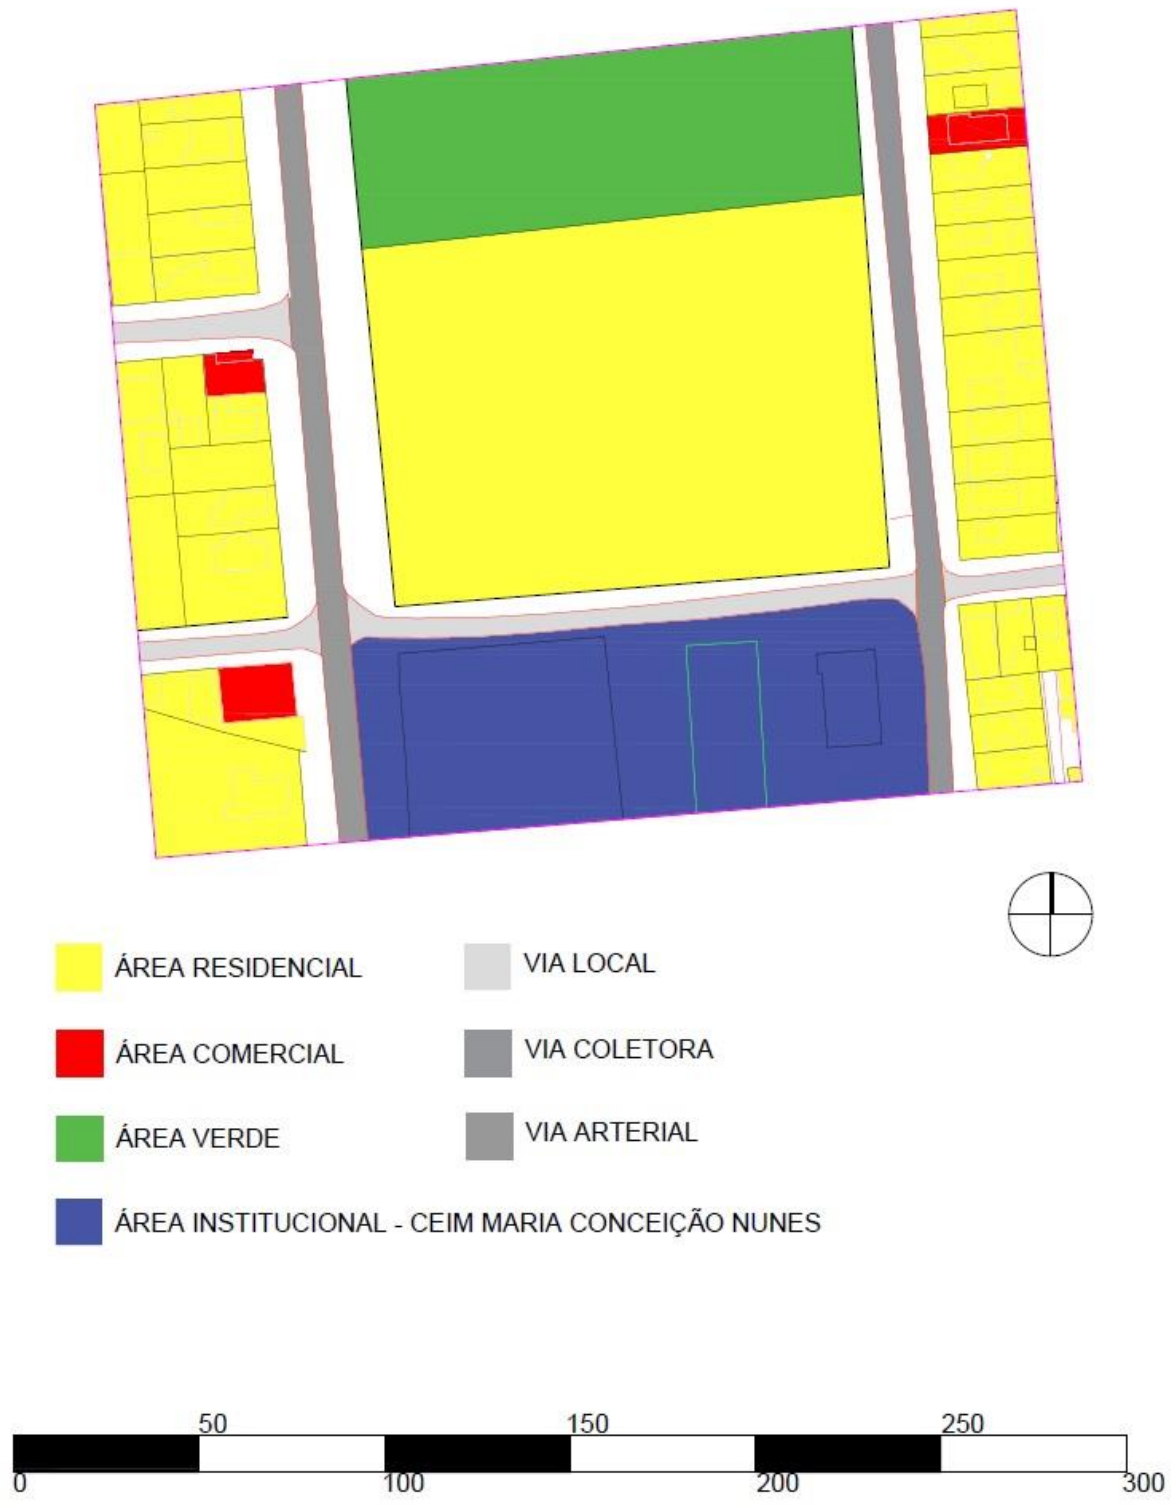 ÁREA RESIDENCIAL
VIA LOCAL
ÁREA COMERCIAL
VIA COLETORA
ÁREA VERDE
VIA ARTERIAL
ÁREA INSTITUCIONAL - CEIM MARIA CONCEIÇÃO NUNES
50 150 250
0 100 200 300